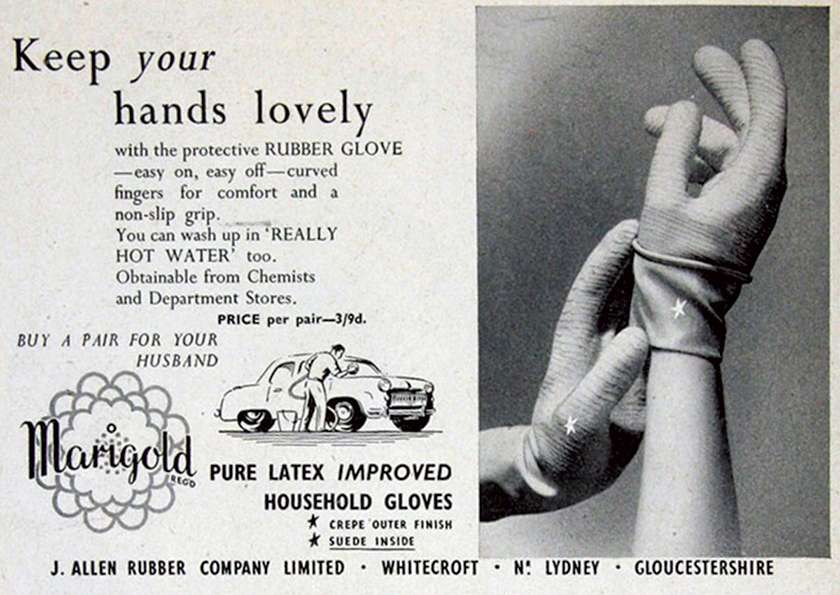 Keep your
hands lovely
with the protective RUBBER GLOVE
—easy on, easy off—curved
fingers for comfort and a
non-slip grip.
You can wash up in 'REALLY
HOT WATER' too.
Obtainable from Chemists
and Department Stores.
PRICE per pair—3/9d.
BUY A PAIR FOR YOUR
HUSBAND
Marigold
REGD
PURE LATEX IMPROVED
HOUSEHOLD GLOVES
★ CREPE OUTER FINISH
★ SUEDE INSIDE
J. ALLEN RUBBER COMPANY LIMITED · WHITECROFT · Nr. LYDNEY · GLOUCESTERSHIRE